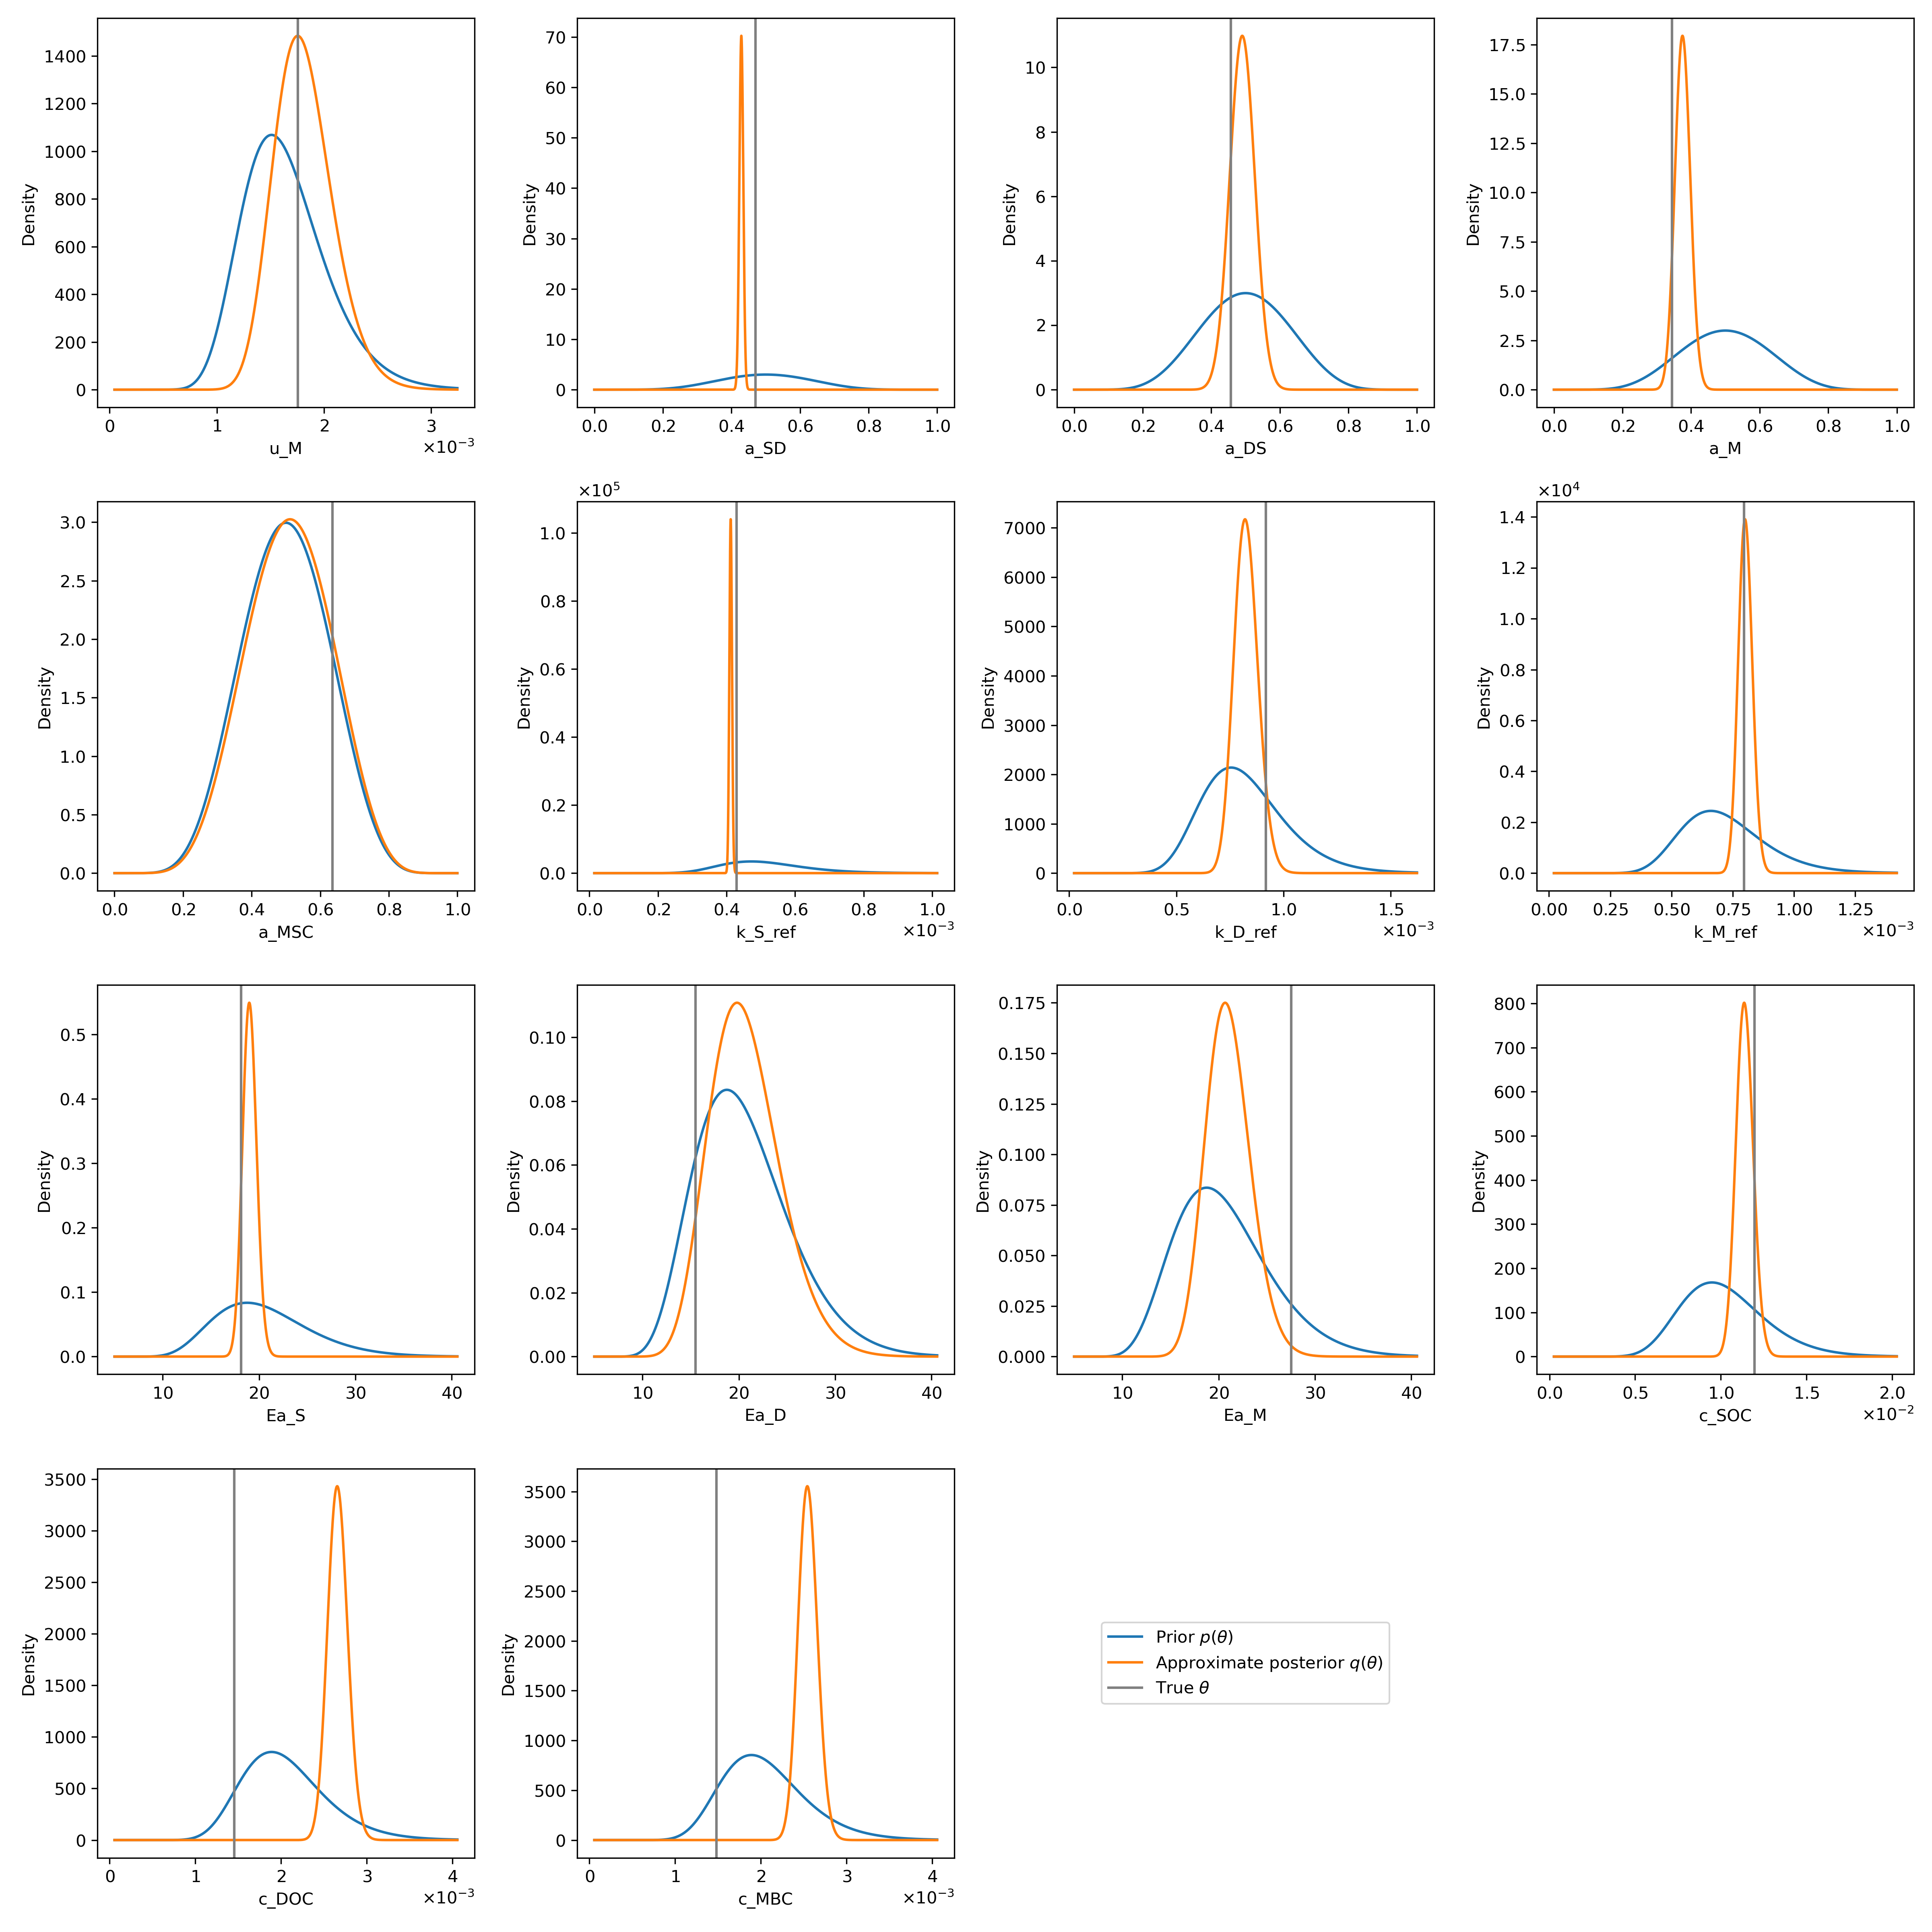 Density
1400
1200
1000
800
600
400
200
0
0 1 2 3
u_M ×10⁻³
Density
70
60
50
40
30
20
10
0
0.0 0.2 0.4 0.6 0.8 1.0
a_SD
Density
10
8
6
4
2
0
0.0 0.2 0.4 0.6 0.8 1.0
a_DS
Density
17.5
15.0
12.5
10.0
7.5
5.0
2.5
0.0
0.0 0.2 0.4 0.6 0.8 1.0
a_M
Density
3.0
2.5
2.0
1.5
1.0
0.5
0.0
0.0 0.2 0.4 0.6 0.8 1.0
a_MSC
×10⁵
Density
1.0
0.8
0.6
0.4
0.2
0.0
0.0 0.2 0.4 0.6 0.8 1.0
k_S_ref ×10⁻³
Density
7000
6000
5000
4000
3000
2000
1000
0
0.0 0.5 1.0 1.5
k_D_ref ×10⁻³
×10⁴
Density
1.4
1.2
1.0
0.8
0.6
0.4
0.2
0.0
0.00 0.25 0.50 0.75 1.00 1.25
k_M_ref ×10⁻³
Density
0.5
0.4
0.3
0.2
0.1
0.0
10 20 30 40
Ea_S
Density
0.10
0.08
0.06
0.04
0.02
0.00
10 20 30 40
Ea_D
Density
0.175
0.150
0.125
0.100
0.075
0.050
0.025
0.000
10 20 30 40
Ea_M
Density
800
700
600
500
400
300
200
100
0
0.0 0.5 1.0 1.5 2.0
c_SOC ×10⁻²
Density
3500
3000
2500
2000
1500
1000
500
0
0 1 2 3 4
c_DOC ×10⁻³
Density
3500
3000
2500
2000
1500
1000
500
0
0 1 2 3 4
c_MBC ×10⁻³
Prior p(θ)
Approximate posterior q(θ)
True θ